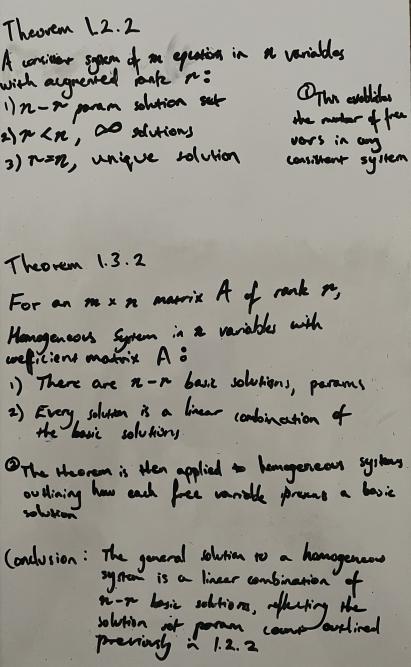 Theorem 1.2.2
A consistent system of m equations in n variables
with augmented rank r:
1) n-r param solution set
2) r<n, ∞ solutions
3) r=n, unique solution
① This establishes
the number of free
vars in any
consistent system
Theorem 1.3.2
For an m x n matrix A of rank r,
Homogeneous System in n variables with
coefficient matrix A:
1) There are n-r basic solutions, params
2) Every solution is a linear combination of
the basic solutions
② The theorem is then applied to homogeneous systems
outlining how each free variable presents a basic
solution
Conclusion: The general solution to a homogeneous
system is a linear combination of
n-r basic solutions, reflecting the
solution set param count outlined
previously in 1.2.2